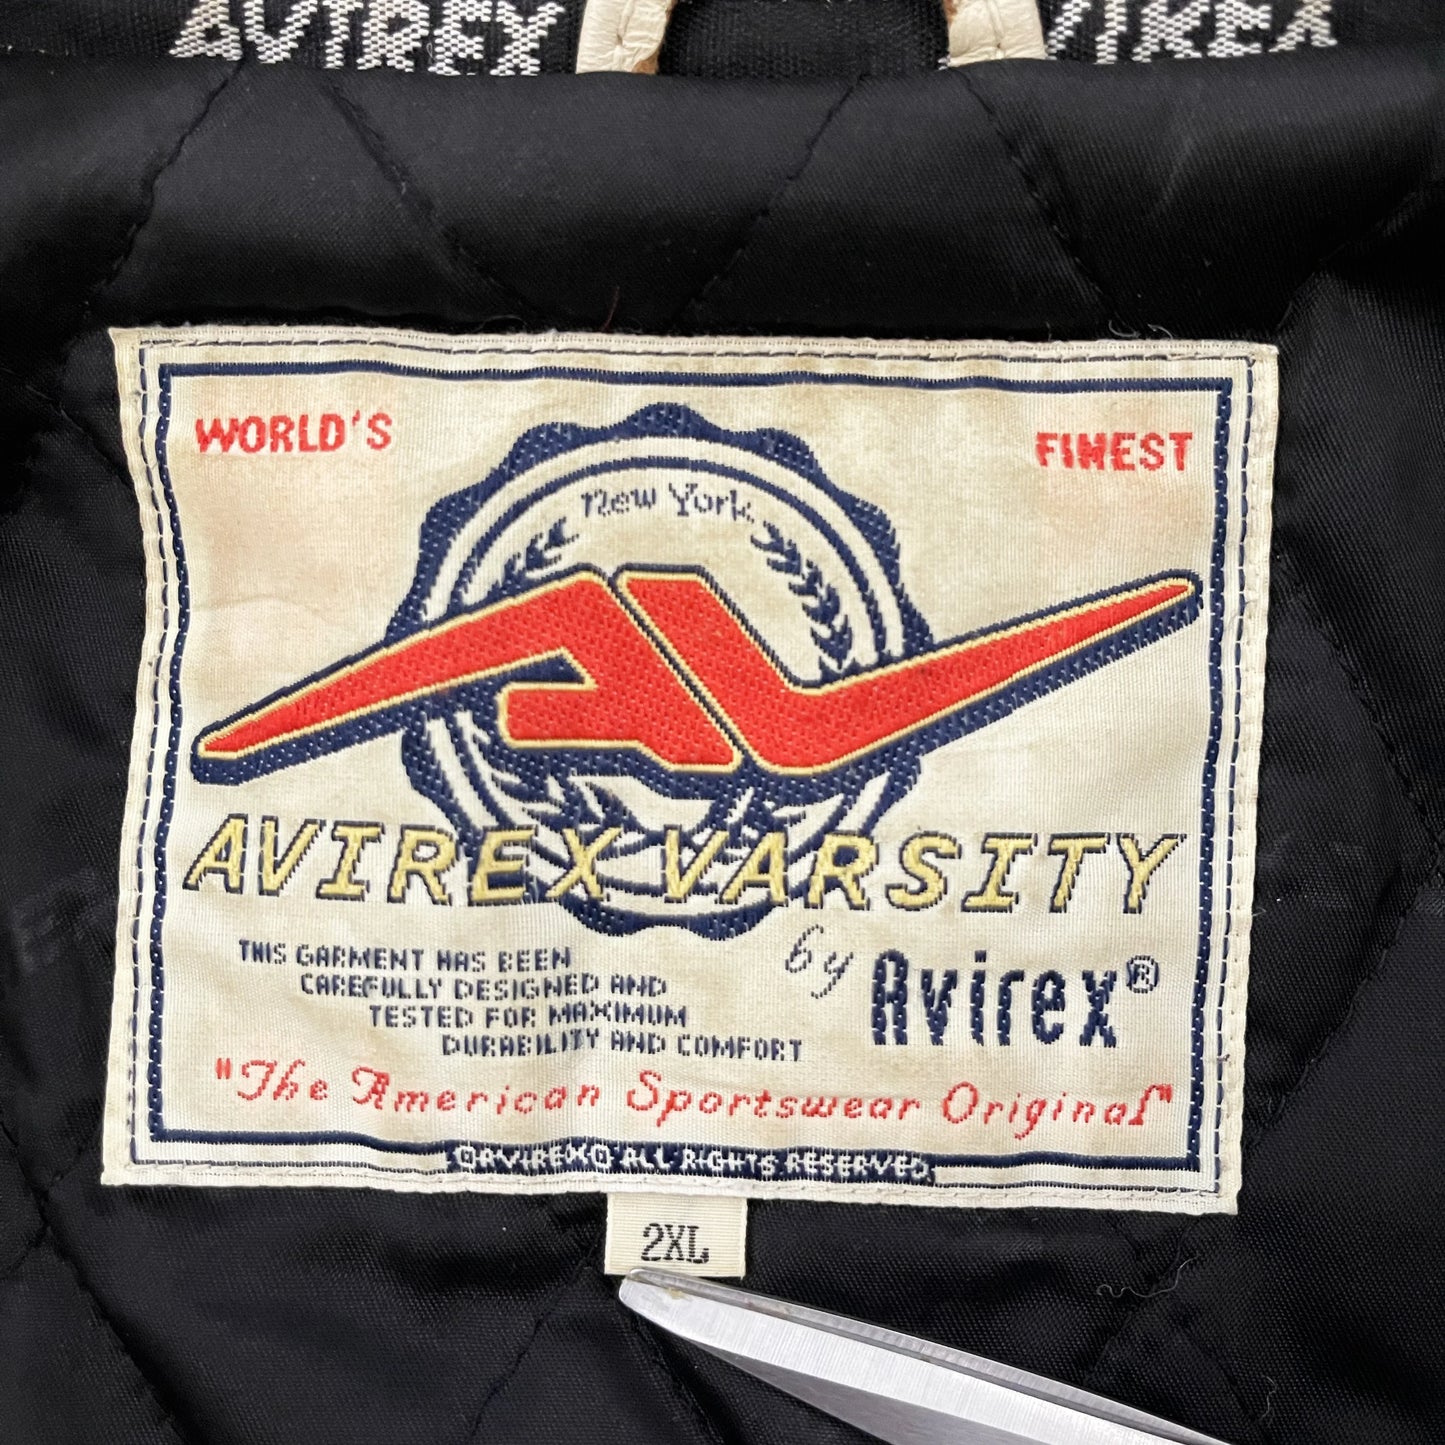 AVIREX AVIREX
WORLD'S FINEST
New York
AVIREX VARSITY
by Avirex®
THIS GARMENT HAS BEEN
CAREFULLY DESIGNED AND
TESTED FOR MAXIMUM
DURABILITY AND COMFORT
"The American Sportswear Original"
©AVIREX© ALL RIGHTS RESERVED.
2XL